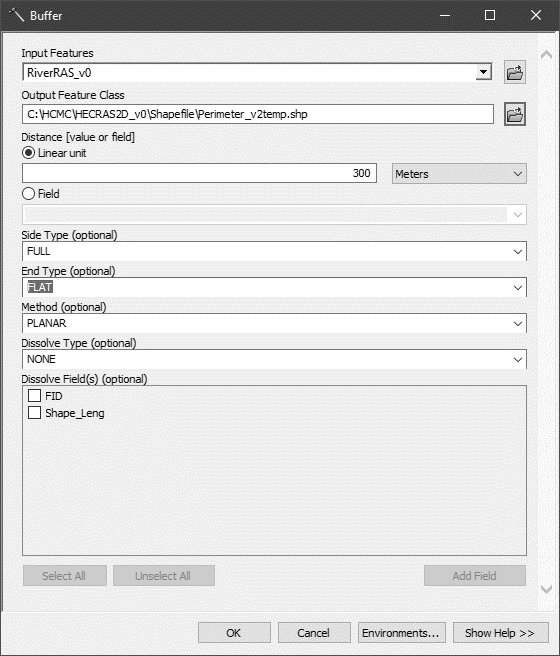 Buffer
Input Features
RiverRAS_v0
Output Feature Class
C:\HCMC\HECRAS2D_v0\Shapefile\Perimeter_v2temp.shp
Distance [value or field]
Linear unit
300 Meters
Field
Side Type (optional)
FULL
End Type (optional)
FLAT
Method (optional)
PLANAR
Dissolve Type (optional)
NONE
Dissolve Field(s) (optional)
FID
Shape_Leng
Select All Unselect All Add Field
OK Cancel Environments... Show Help >>